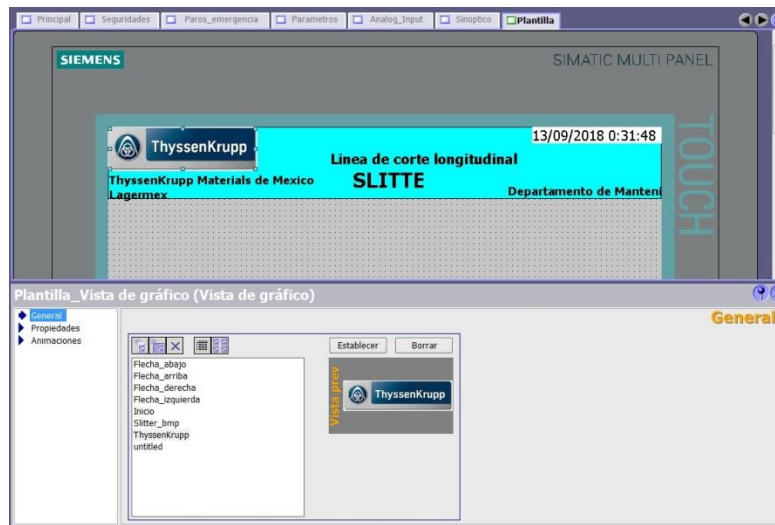 Principal Seguridades Paros_emergencia Parametros Analog_Input Sinoptico Plantilla
SIEMENS SIMATIC MULTI PANEL
TOUCH
13/09/2018 0:31:48
ThyssenKrupp
Linea de corte longitudinal
ThyssenKrupp Materials de Mexico
SLITTE
Lagermex
Departamento de Manteni
Plantilla_Vista de gráfico (Vista de gráfico)
General
Propiedades
Animaciones
General
Establecer Borrar
Flecha_abajo
Flecha_arriba
Flecha_derecha
Flecha_izquierda
Inicio
Slitter_bmp
ThyssenKrupp
untitled
Vista prev
ThyssenKrupp